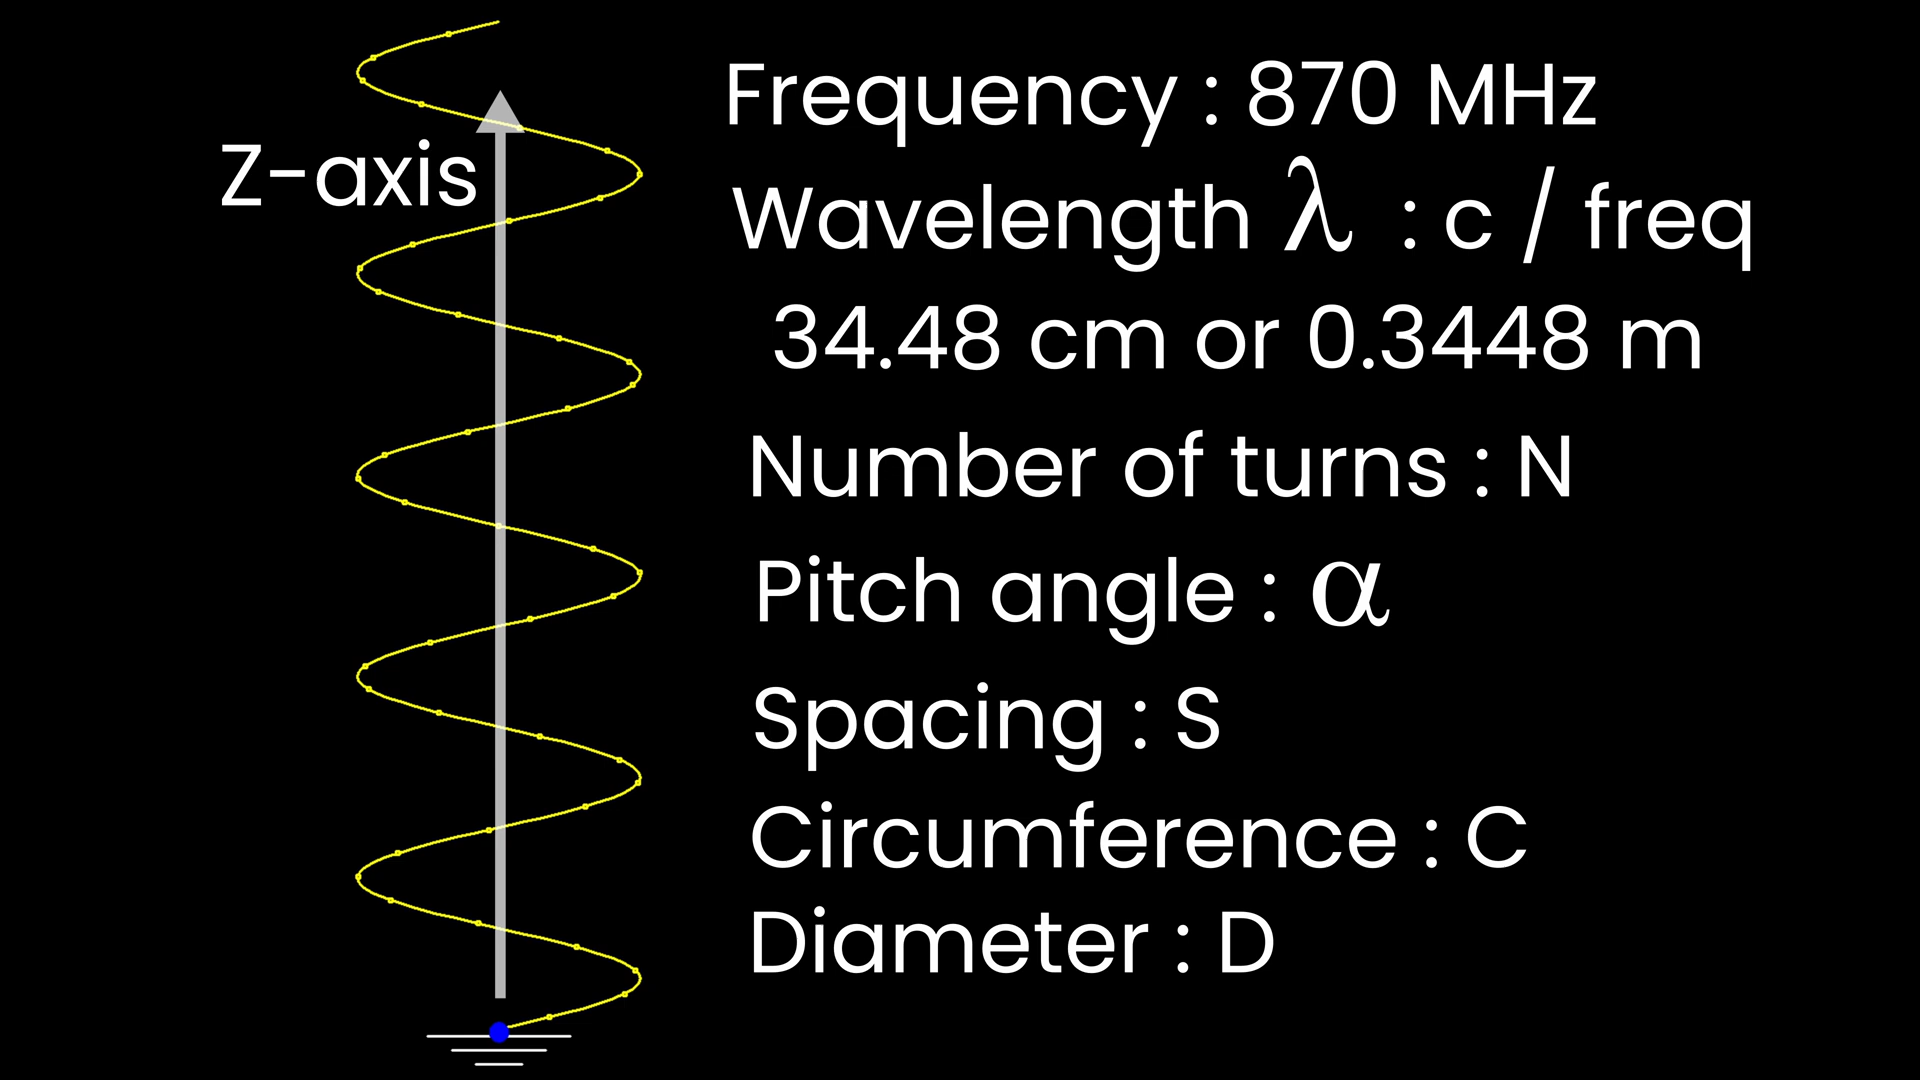 Z-axis
Frequency : 870 MHz
Wavelength λ : c / freq
34.48 cm or 0.3448 m
Number of turns : N
Pitch angle : α
Spacing : S
Circumference : C
Diameter : D